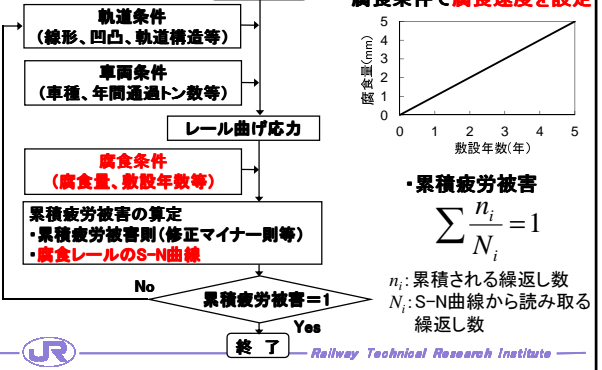 軌道条件
(線形、凹凸、軌道構造等)
車両条件
(車種、年間通過トン数等)
レール曲げ応力
腐食条件
(腐食量、敷設年数等)
累積疲労被害の算定
・累積疲労被害則(修正マイナー則等)
・腐食レールのS-N曲線
No
累積疲労被害=1
Yes
終 了
腐食条件で腐食速度を設定
腐食量(mm)
5
4
3
2
1
0
0 1 2 3 4 5
敷設年数(年)
・累積疲労被害
∑ n_i / N_i = 1
n_i:累積される繰返し数
N_i:S-N曲線から読み取る
繰返し数
JR
Railway Technical Research Institute